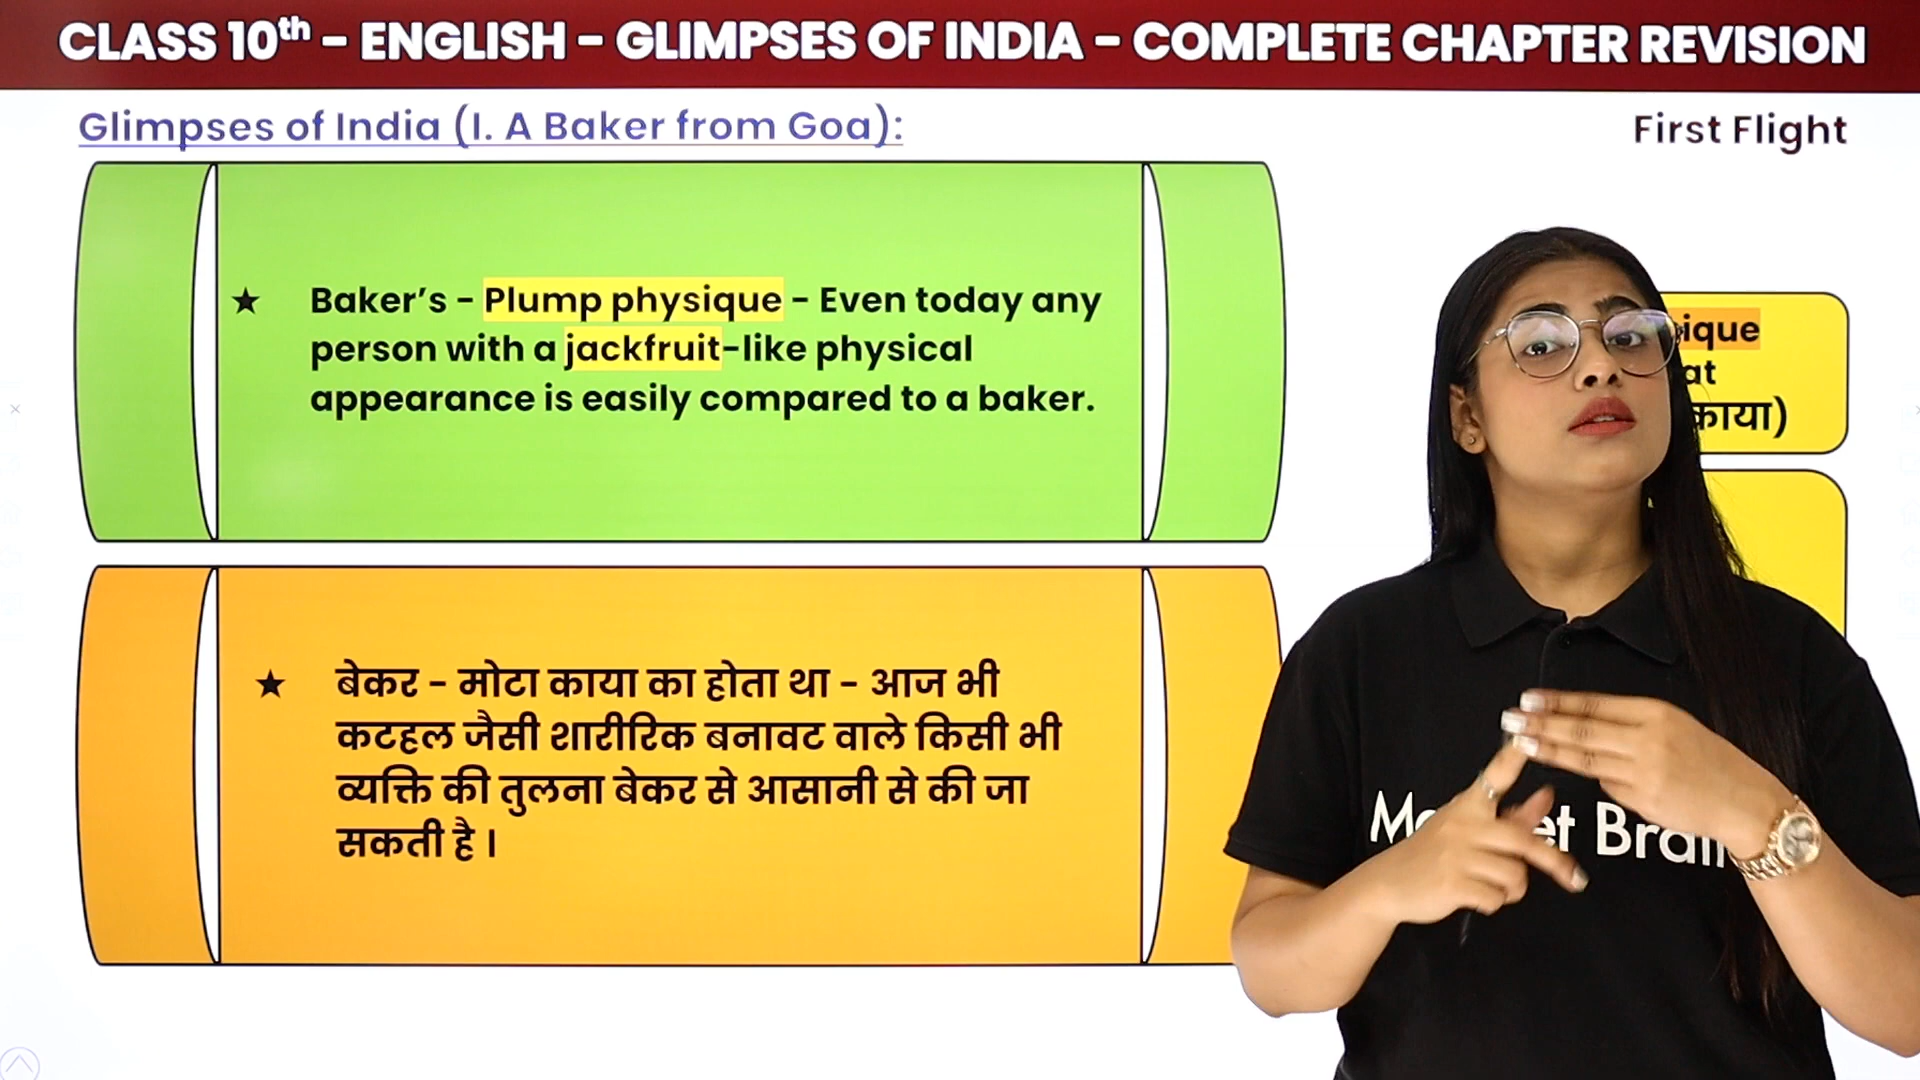 CLASS 10th - ENGLISH - GLIMPSES OF INDIA - COMPLETE CHAPTER REVISION
Glimpses of India (I. A Baker from Goa):
First Flight
★ Baker's - Plump physique - Even today any
person with a jackfruit-like physical
appearance is easily compared to a baker.
★ बेकर - मोटा काया का होता था - आज भी
कटहल जैसी शारीरिक बनावट वाले किसी भी
व्यक्ति की तुलना बेकर से आसानी से की जा
सकती है ।
काया)